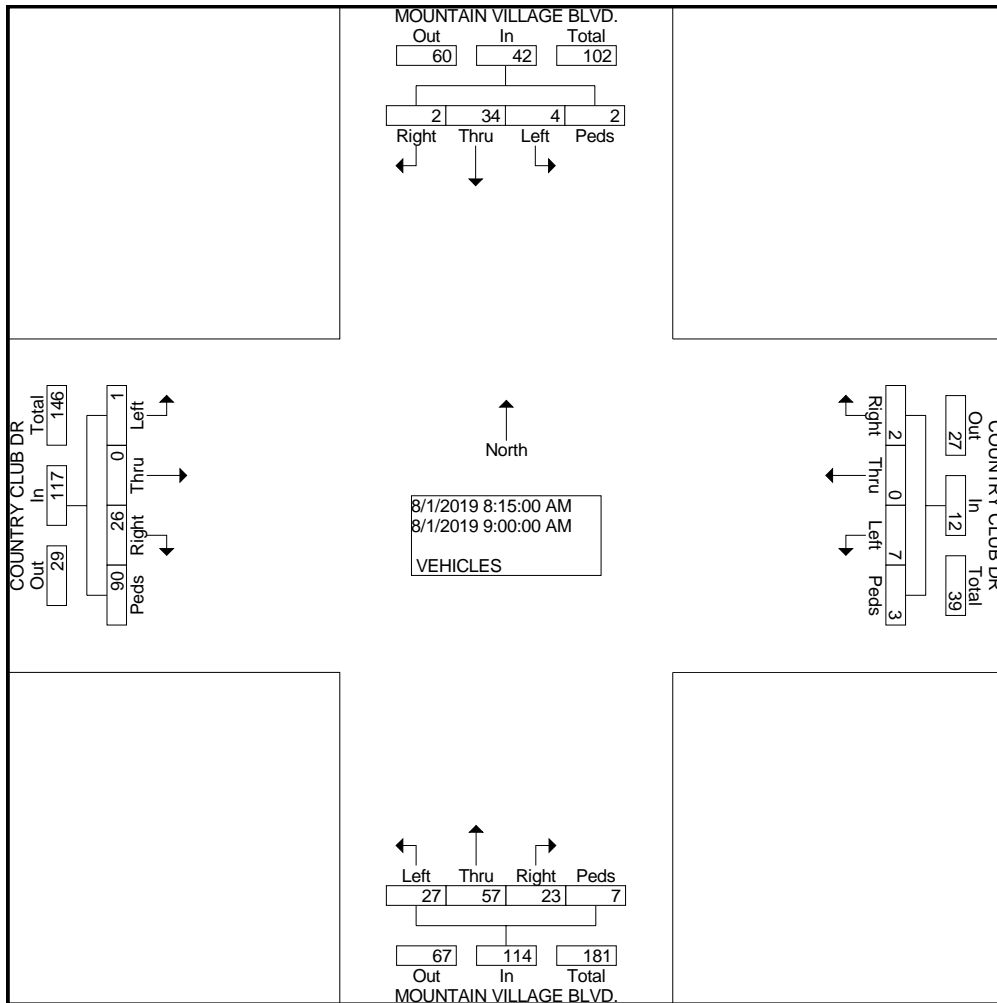 MOUNTAIN VILLAGE BLVD.
Out In Total
60 42 102
2 34 4 2
Right Thru Left Peds
COUNTRY CLUB DR
Total In Out
146 117 29
1 0 26 90
Left Thru Right Peds
North
8/1/2019 8:15:00 AM
8/1/2019 9:00:00 AM
VEHICLES
COUNTRY CLUB DR
Out In Total
27 12 39
2 0 7 3
Right Thru Left Peds
Left Thru Right Peds
27 57 23 7
67 114 181
Out In Total
MOUNTAIN VILLAGE BLVD.